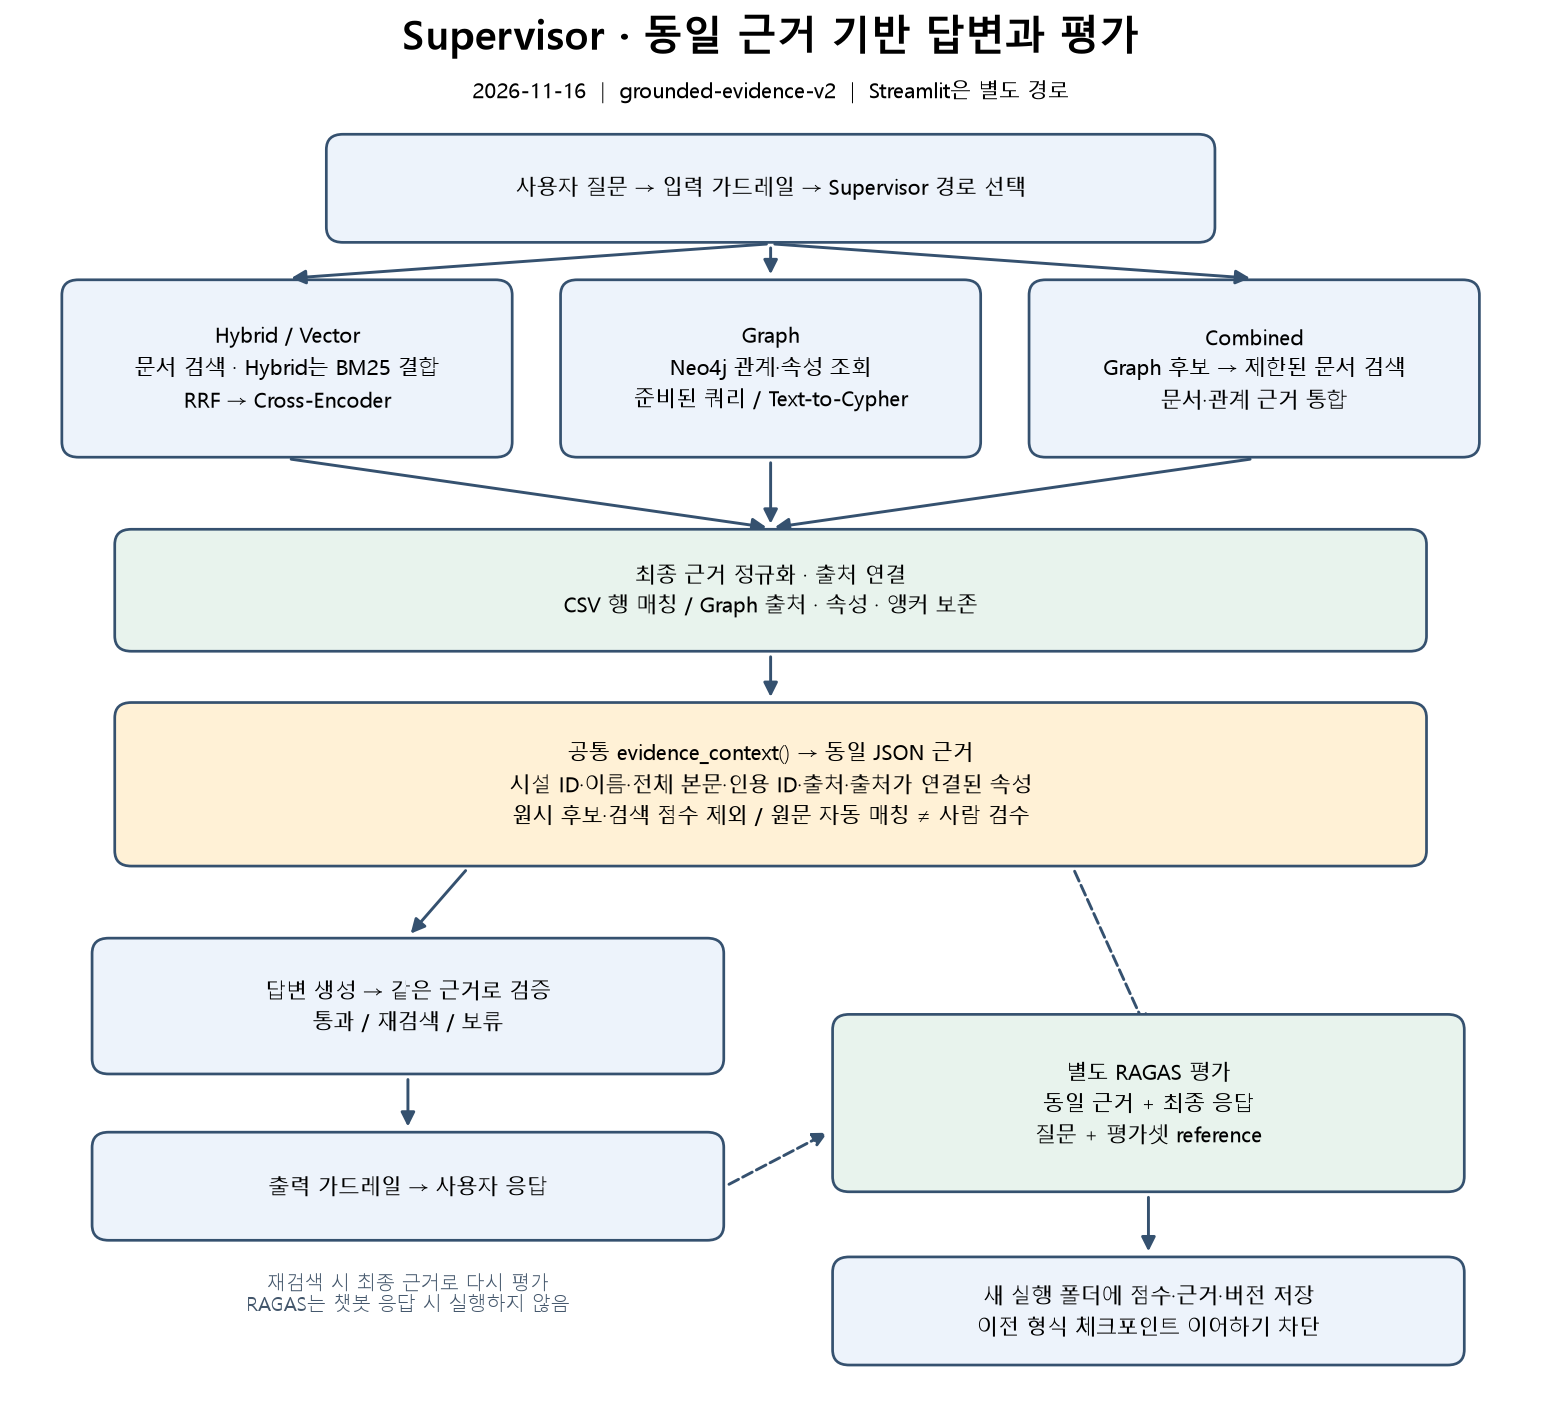 Supervisor · 동일 근거 기반 답변과 평가
2026-11-16 | grounded-evidence-v2 | Streamlit은 별도 경로
사용자 질문 → 입력 가드레일 → Supervisor 경로 선택
Hybrid / Vector
문서 검색 · Hybrid는 BM25 결합
RRF → Cross-Encoder
Graph
Neo4j 관계·속성 조회
준비된 쿼리 / Text-to-Cypher
Combined
Graph 후보 → 제한된 문서 검색
문서·관계 근거 통합
최종 근거 정규화 · 출처 연결
CSV 행 매칭 / Graph 출처 · 속성 · 앵커 보존
공통 evidence_context() → 동일 JSON 근거
시설 ID·이름·전체 본문·인용 ID·출처·출처가 연결된 속성
원시 후보·검색 점수 제외 / 원문 자동 매칭 ≠ 사람 검수
답변 생성 → 같은 근거로 검증
통과 / 재검색 / 보류
출력 가드레일 → 사용자 응답
재검색 시 최종 근거로 다시 평가
RAGAS는 챗봇 응답 시 실행하지 않음
별도 RAGAS 평가
동일 근거 + 최종 응답
질문 + 평가셋 reference
새 실행 폴더에 점수·근거·버전 저장
이전 형식 체크포인트 이어하기 차단